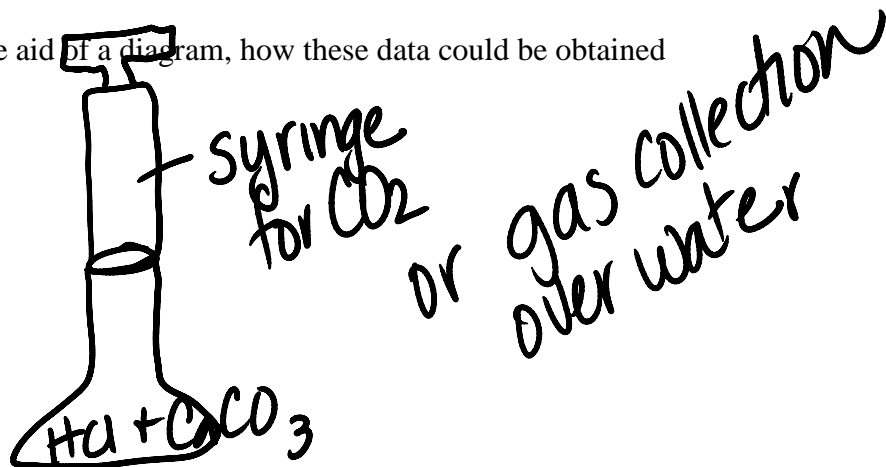 e aid of a diagram, how these data could be obtained
syringe
for CO2
or gas collection
over water
HCl + CaCO3